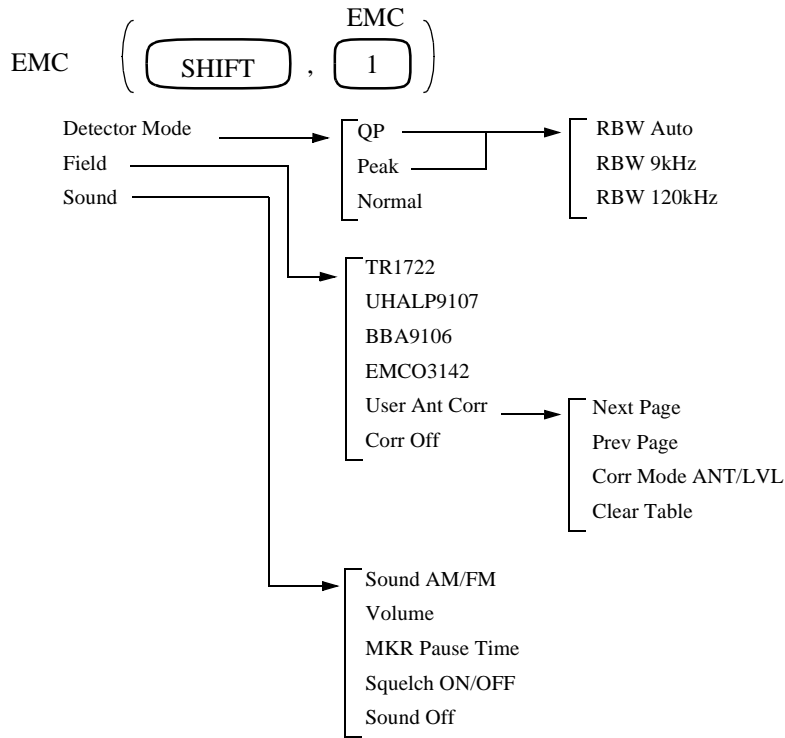 EMC
EMC ( SHIFT , 1 )
Detector Mode
Field
Sound
QP
Peak
Normal
RBW Auto
RBW 9kHz
RBW 120kHz
TR1722
UHALP9107
BBA9106
EMCO3142
User Ant Corr
Corr Off
Next Page
Prev Page
Corr Mode ANT/LVL
Clear Table
Sound AM/FM
Volume
MKR Pause Time
Squelch ON/OFF
Sound Off